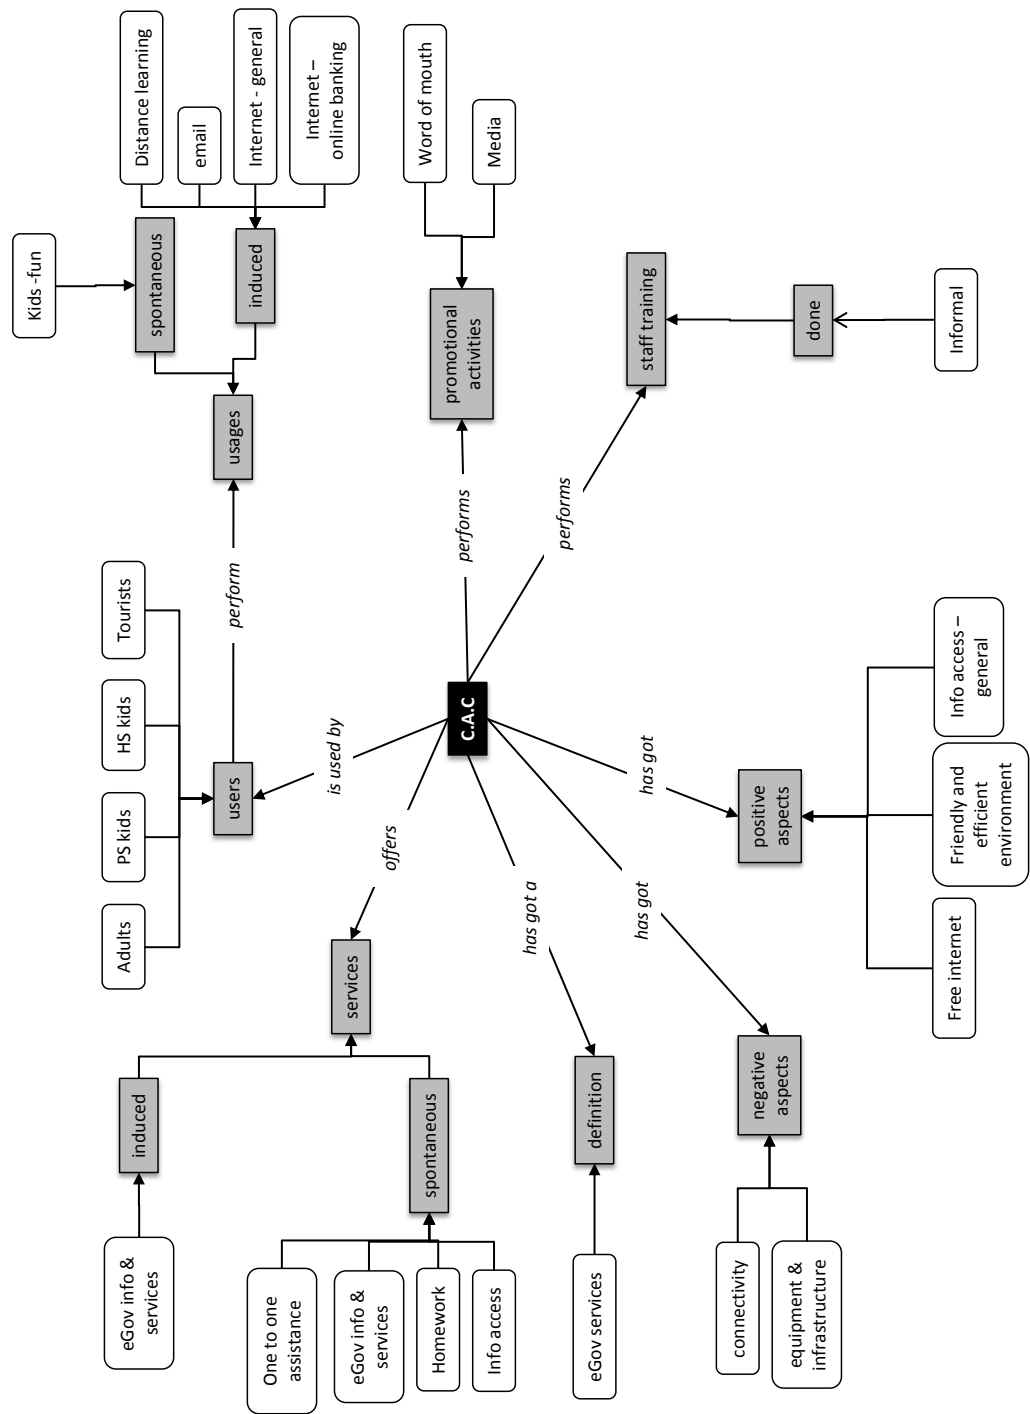 eGov info &
services
induced
One to one
assistance
eGov info &
services
Homework
Info access
spontaneous
services
offers
eGov services
definition
has got a
connectivity
equipment &
infrastructure
negative
aspects
has got
Adults
PS kids
HS kids
Tourists
users
is used by
C.A.C
perform
usages
Kids -fun
spontaneous
induced
Distance learning
email
Internet - general
Internet –
online banking
performs
promotional
activities
Word of mouth
Media
performs
staff training
done
Informal
has got
positive
aspects
Free internet
Friendly and
efficient
environment
Info access –
general